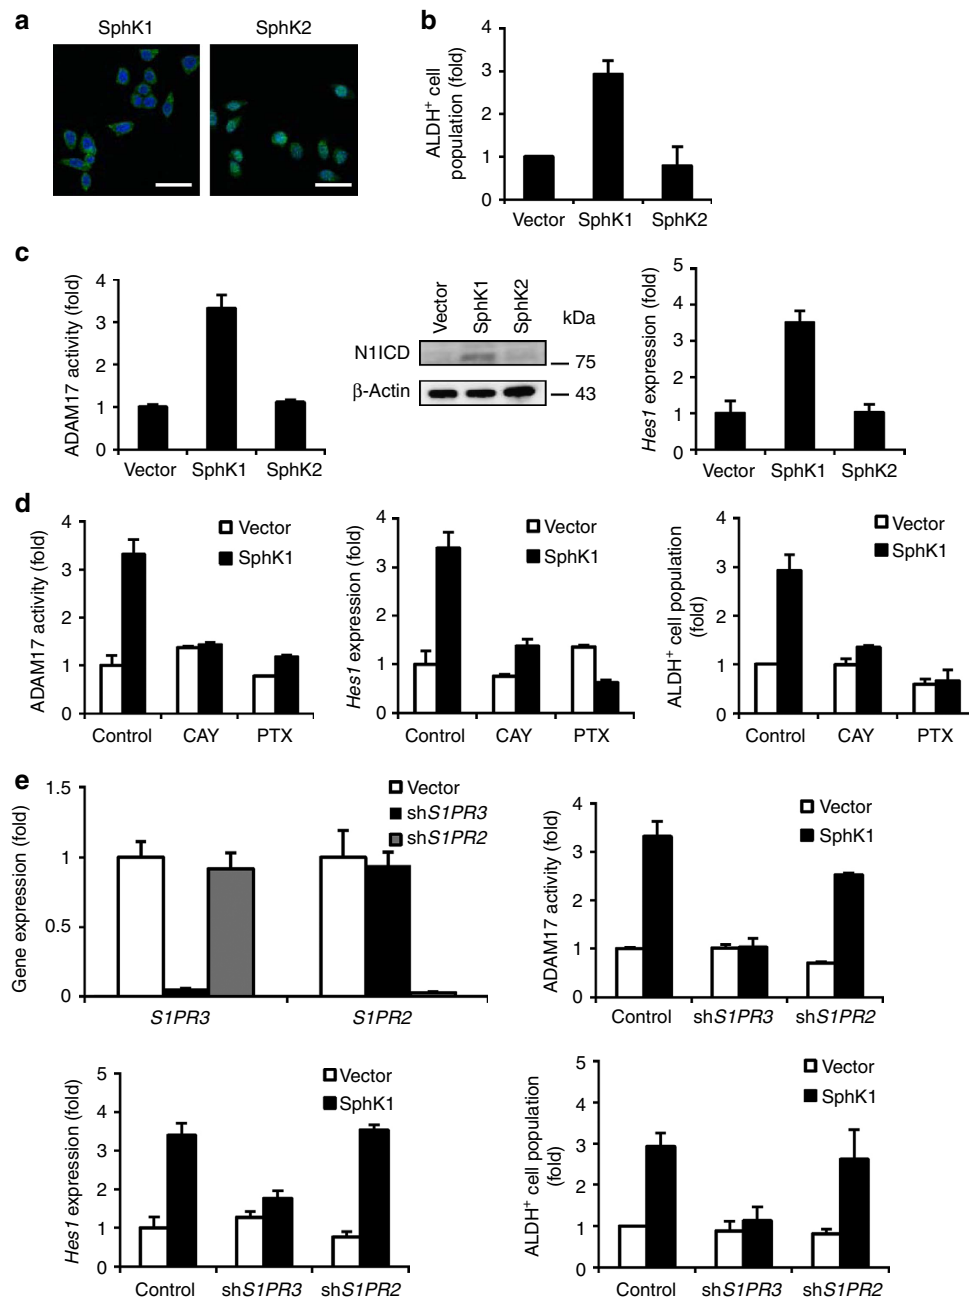 a
SphK1
SphK2
b
ALDH+ cell
population (fold)
4
3
2
1
0
Vector SphK1 SphK2
c
ADAM17 activity (fold)
4
3
2
1
0
Vector SphK1 SphK2
Vector
SphK1
SphK2
kDa
N1ICD
75
β-Actin
43
Hes1 expression (fold)
5
4
3
2
1
0
Vector SphK1 SphK2
d
ADAM17 activity (fold)
4
3
2
1
0
Vector
SphK1
Control CAY PTX
Hes1 expression (fold)
4
3
2
1
0
Vector
SphK1
Control CAY PTX
ALDH+ cell population
(fold)
4
3
2
1
0
Vector
SphK1
Control CAY PTX
e
Gene expression (fold)
1.5
1
0.5
0
Vector
shS1PR3
shS1PR2
S1PR3 S1PR2
ADAM17 activity (fold)
4
3
2
1
0
Vector
SphK1
Control shS1PR3 shS1PR2
Hes1 expression (fold)
5
4
3
2
1
0
Vector
SphK1
Control shS1PR3 shS1PR2
ALDH+ cell population
(fold)
5
4
3
2
1
0
Vector
SphK1
Control shS1PR3 shS1PR2